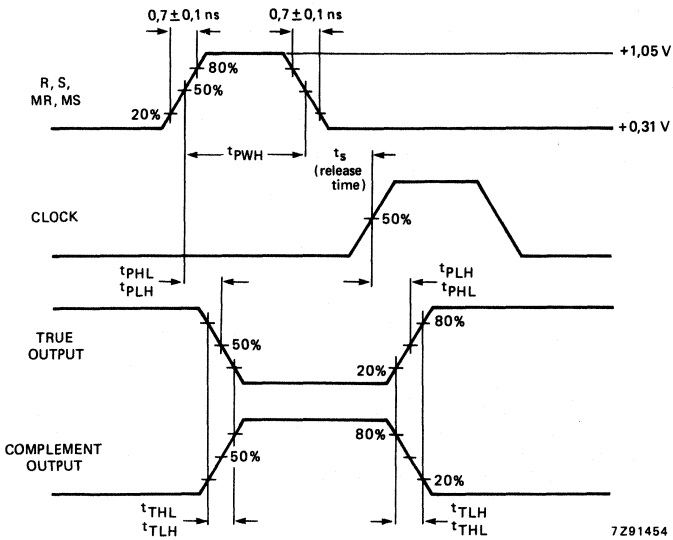 0,7 ± 0,1 ns
0,7 ± 0,1 ns
+1,05 V
80%
R, S,
MR, MS
50%
20%
+0,31 V
tPWH
ts
(release
time)
CLOCK
50%
tPHL
tPLH
tPLH
tPHL
80%
TRUE
OUTPUT
50%
20%
80%
COMPLEMENT
OUTPUT
50%
20%
tTHL
tTLH
tTLH
tTHL
7Z91454